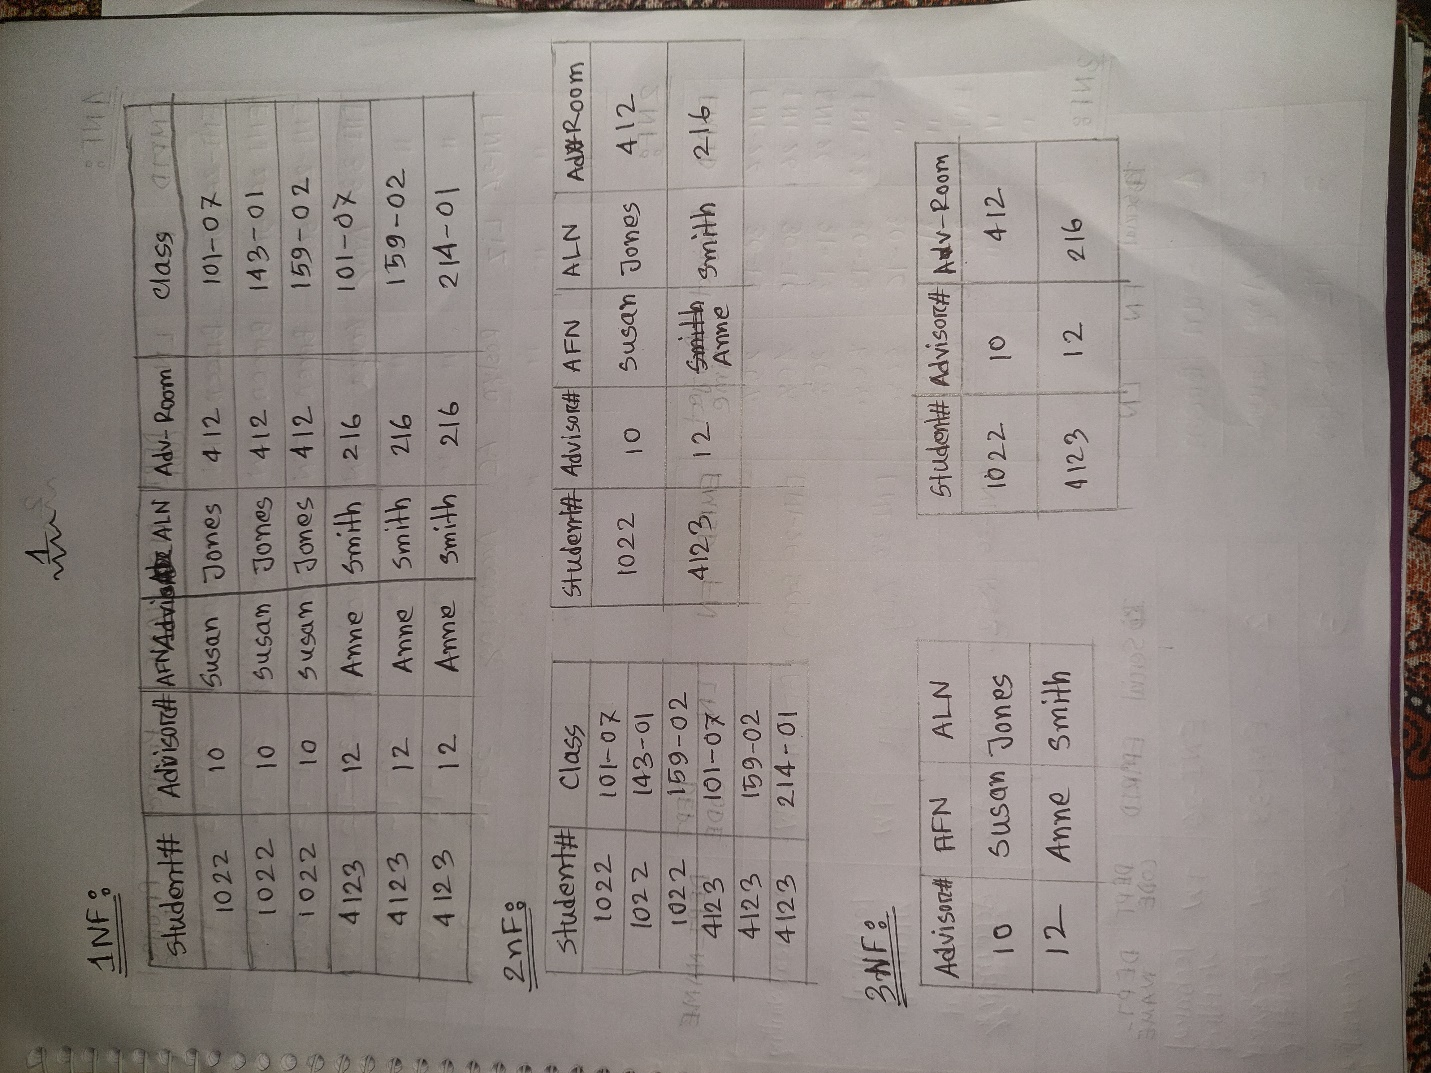 1NF:
Student# Advisor# AFN ALN Adv-Room Class
1022 10 Susan Jones 412 101-07
1022 10 Susan Jones 412 143-01
1022 10 Susan Jones 412 159-02
4123 12 Anne Smith 216 101-07
4123 12 Anne Smith 216 159-02
4123 12 Anne Smith 216 214-01
2nF:
Student# Class
1022 101-07
1022 143-01
1022 159-02
4123 101-07
4123 159-02
4123 214-01
Student# Advisor# AFN ALN Adv-Room
1022 10 Susan Jones 412
4123 12 Smith Smith 216
Anne
3NF:
Advisor# AFN ALN
10 Susan Jones
12 Anne Smith
Student# Advisor# Adv-Room
1022 10 412
4123 12 216